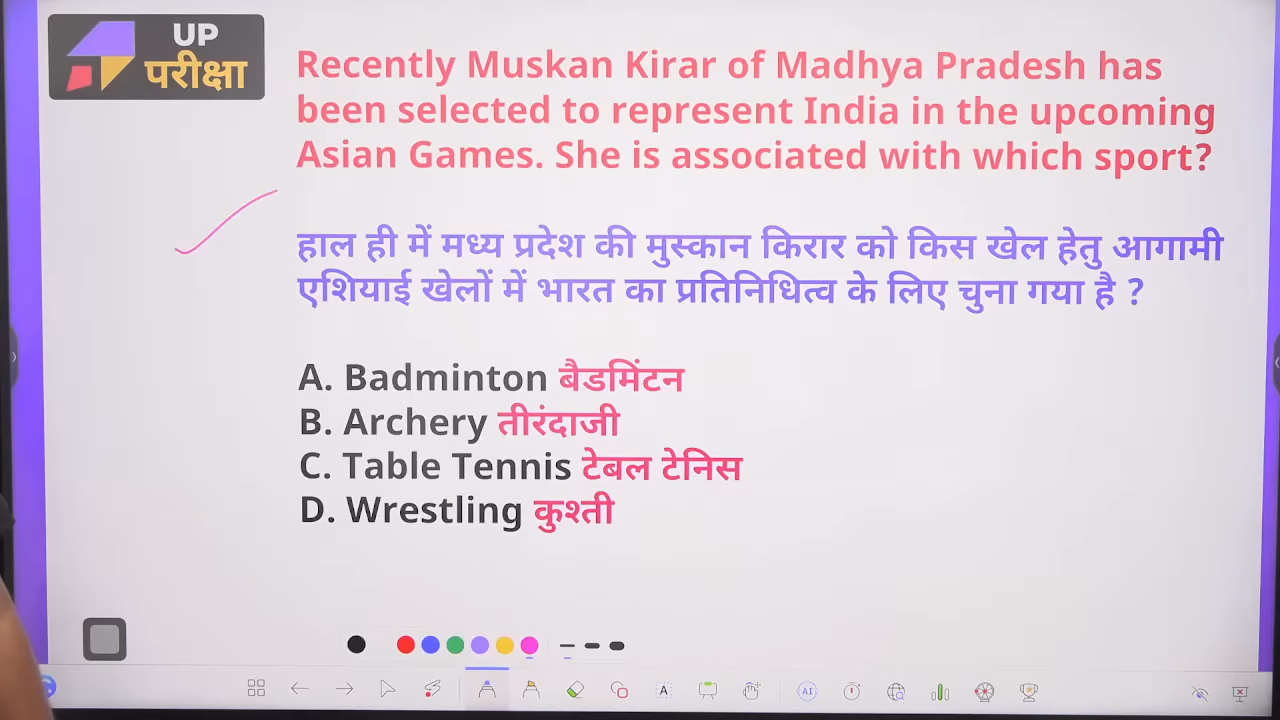 UP
परीक्षा
Recently Muskan Kirar of Madhya Pradesh has
been selected to represent India in the upcoming
Asian Games. She is associated with which sport?
हाल ही में मध्य प्रदेश की मुस्कान किरार को किस खेल हेतु आगामी
एशियाई खेलों में भारत का प्रतिनिधित्व के लिए चुना गया है ?
A. Badminton बैडमिंटन
B. Archery तीरंदाजी
C. Table Tennis टेबल टेनिस
D. Wrestling कुश्ती
A
AI